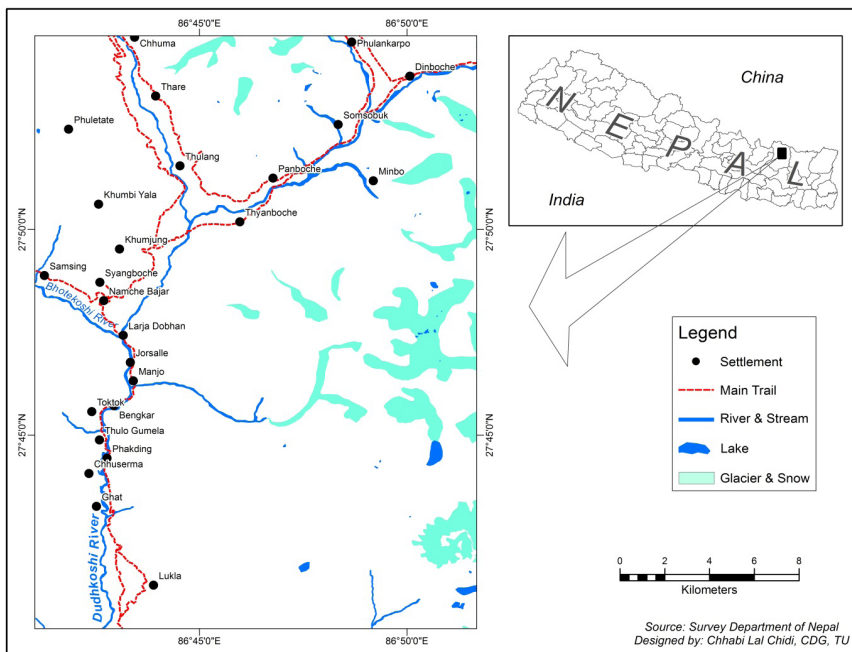 86°45'0"E
86°50'0"E
Chhuma
Phulankarpo
Dinboche
Thare
Somsobuk
Phuletate
Thulang
Panboche
Minbo
Khumbi Yala
Thyanboche
Khumjung
Samsing
Syangboche
Namche Bajar
Bhotekoshi River
Larja Dobhan
Jorsalle
Manjo
Toktok
Bengkar
Thulo Gumela
Phakding
Chhuserma
Ghat
Dudhkoshi River
Lukla
27°50'0"N
27°45'0"N
27°50'0"N
27°45'0"N
86°45'0"E
86°50'0"E
China
NEPAL
India
Legend
Settlement
Main Trail
River & Stream
Lake
Glacier & Snow
0 2 4 6 8
Kilometers
Source: Survey Department of Nepal
Designed by: Chhabi Lal Chidi, CDG, TU